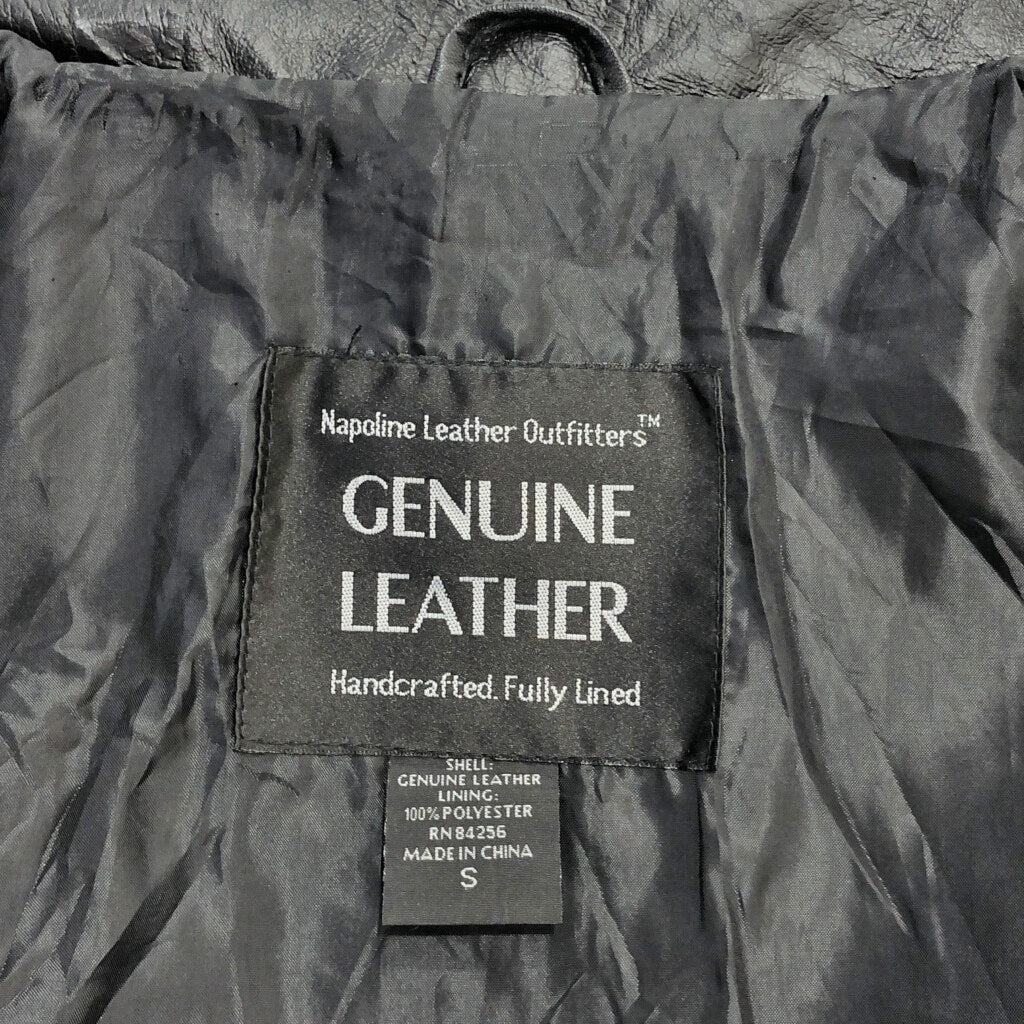 Napoline Leather Outfitters™
GENUINE
LEATHER
Handcrafted. Fully Lined
SHELL:
GENUINE LEATHER
LINING:
100% POLYESTER
RN 84256
MADE IN CHINA
S